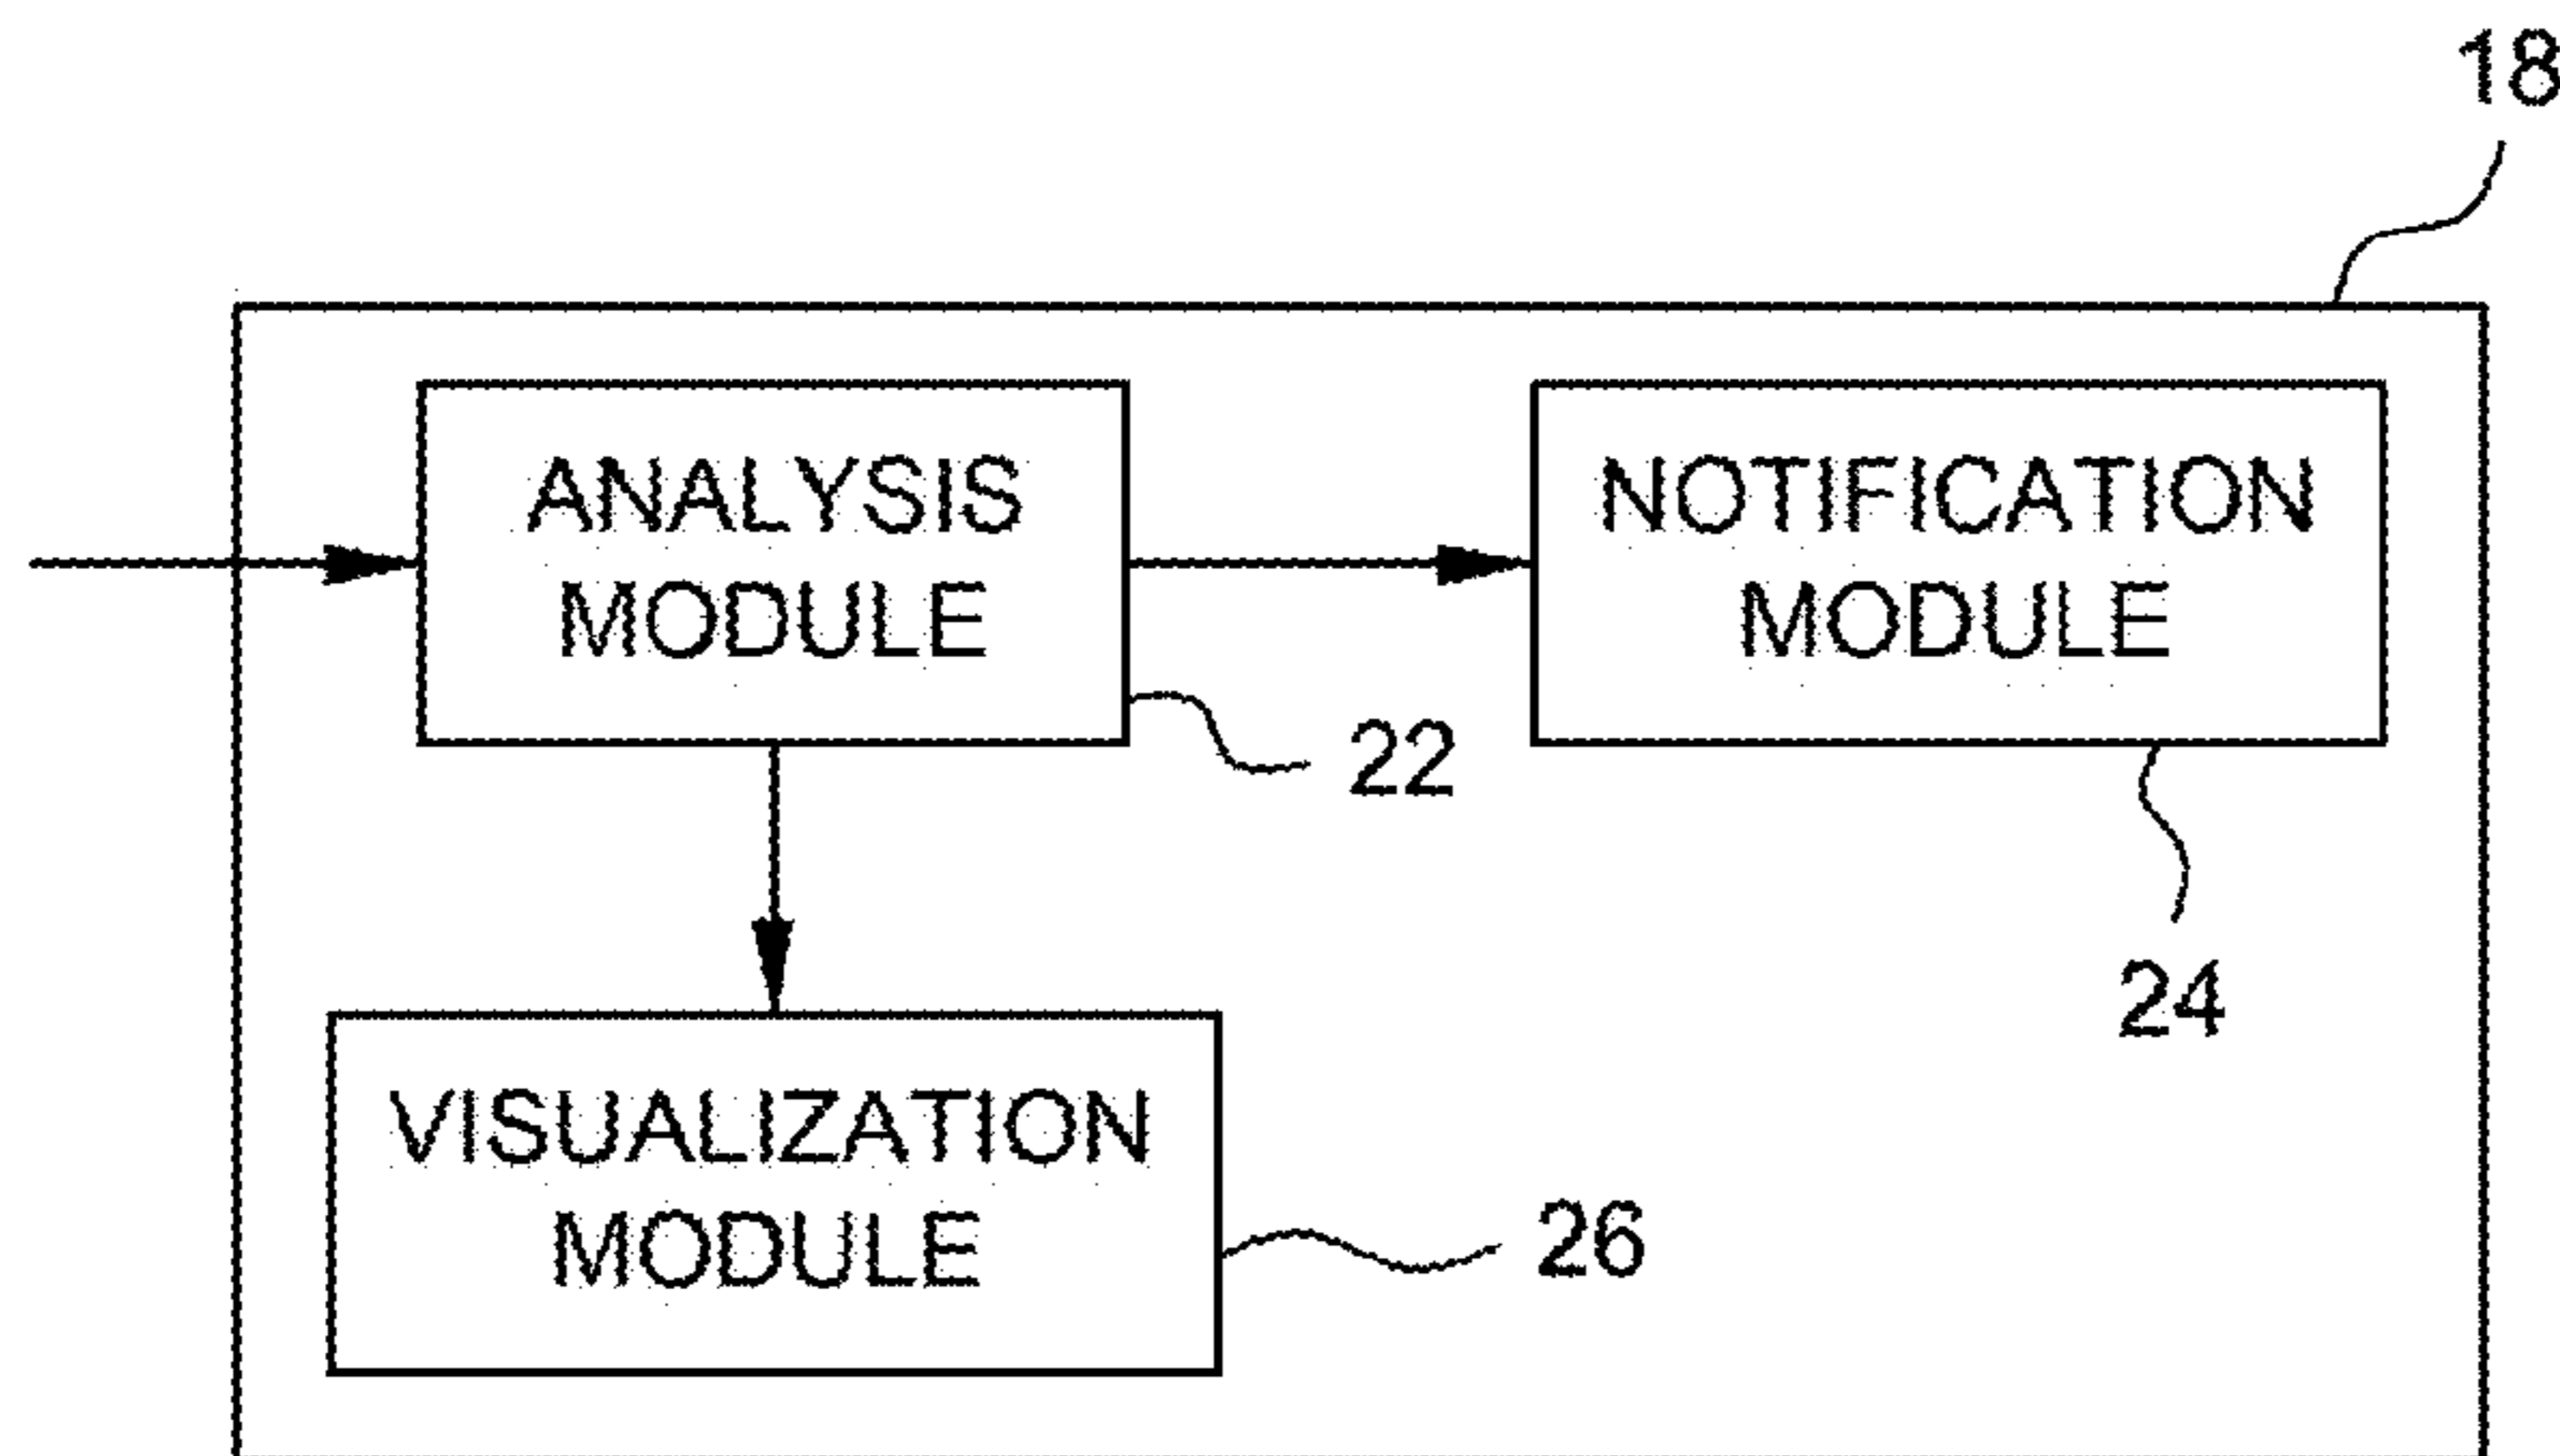 18
ANALYSIS
MODULE
22
NOTIFICATION
MODULE
24
VISUALIZATION
MODULE
26